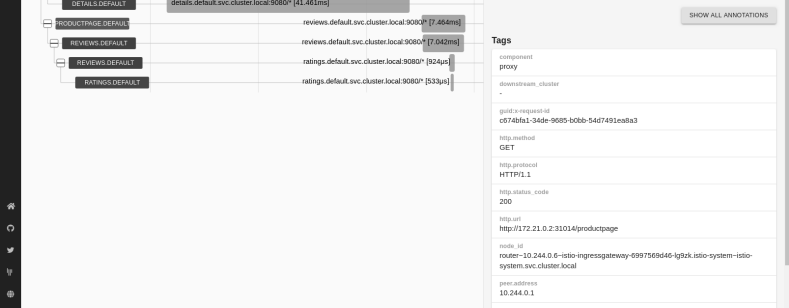 DETAILS.DEFAULT
details.default.svc.cluster.local:9080/* [41.461ms]
PRODUCTPAGE.DEFAULT
reviews.default.svc.cluster.local:9080/* [7.464ms]
REVIEWS.DEFAULT
reviews.default.svc.cluster.local:9080/* [7.042ms]
REVIEWS.DEFAULT
ratings.default.svc.cluster.local:9080/* [924µs]
RATINGS.DEFAULT
ratings.default.svc.cluster.local:9080/* [533µs]
SHOW ALL ANNOTATIONS
Tags
component
proxy
downstream_cluster
-
guid:x-request-id
c674bfa1-34de-9685-b0bb-54d7491ea8a3
http.method
GET
http.protocol
HTTP/1.1
http.status_code
200
http.url
http://172.21.0.2:31014/productpage
node_id
router~10.244.0.6~istio-ingressgateway-6997569d46-lg9zk.istio-system~istio-
system.svc.cluster.local
peer.address
10.244.0.1